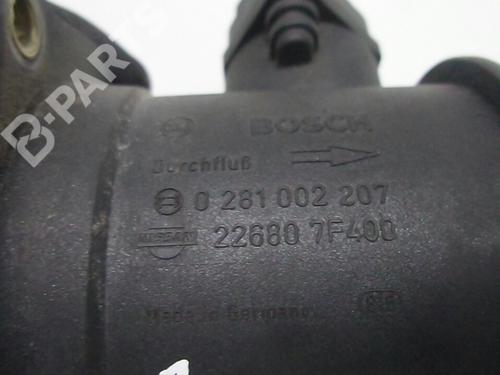 B-PARTS
BOSCH
Durchfluß
0 281 002 207
NISSAN 22680 7F400
Made in Germany